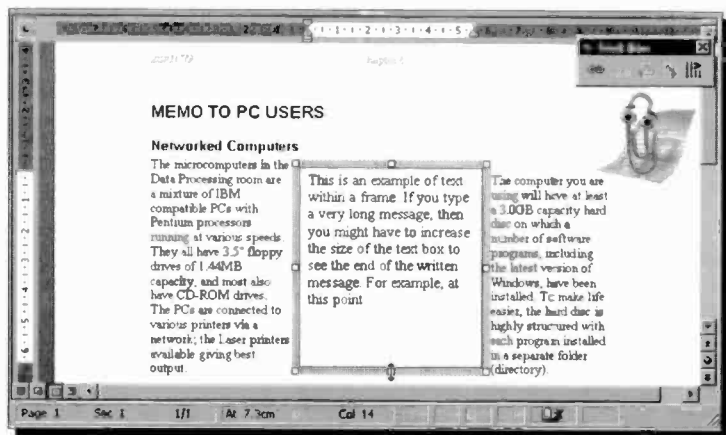 MEMO TO PC USERS
Networked Computers
The microcomputers in the
Data Processing room are
a mixture of IBM
compatible PCs with
Pentium processors
running at various speeds.
They all have 3.5" floppy
drives of 1.44MB
capacity, and most also
have CD-ROM drives.
The PCs are connected to
various printers via a
network; the Laser printers
available giving best
output.
This is an example of text
within a frame. If you type
a very long message, then
you might have to increase
the size of the text box to
see the end of the written
message. For example, at
this point
The computer you are
using will have at least
a 3.0GB capacity hard
disc on which a
number of software
programs, including
the latest version of
Windows, have been
installed. To make life
easier, the hard disc is
highly structured with
each program installed
in a separate folder
(directory).
Page 1 Sec 1 1/1 At 7.3cm Col 14